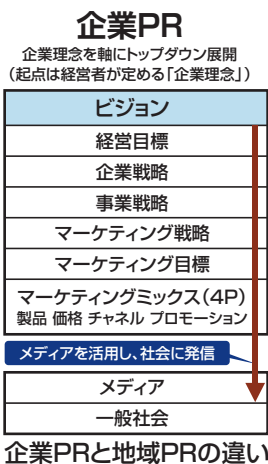 企業PR
企業理念を軸にトップダウン展開
（起点は経営者が定める「企業理念」）
ビジョン
経営目標
企業戦略
事業戦略
マーケティング戦略
マーケティング目標
マーケティングミックス（4P）
製品 価格 チャネル プロモーション
メディアを活用し、社会に発信
メディア
一般社会
企業PRと地域PRの違い